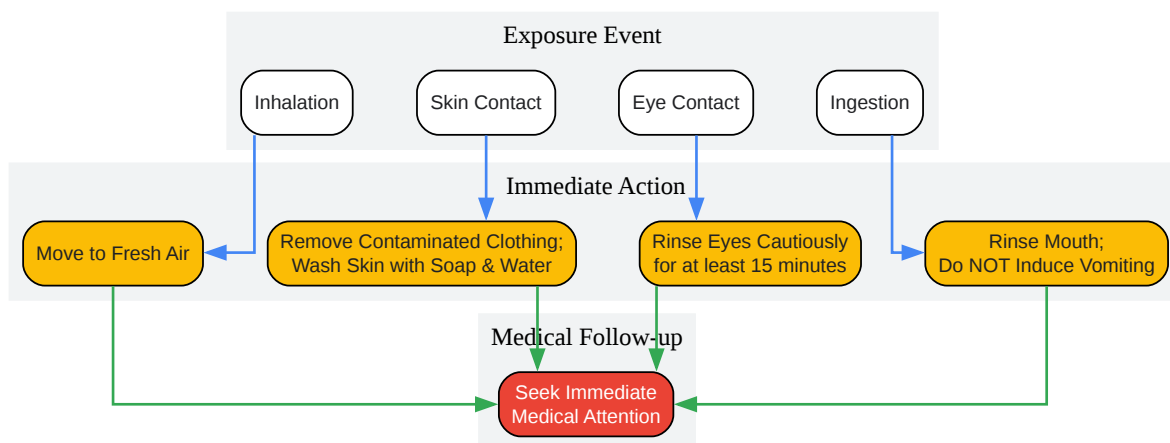 Exposure Event
Inhalation
Skin Contact
Eye Contact
Ingestion
Immediate Action
Move to Fresh Air
Remove Contaminated Clothing;
Wash Skin with Soap & Water
Rinse Eyes Cautiously
for at least 15 minutes
Rinse Mouth;
Do NOT Induce Vomiting
Medical Follow-up
Seek Immediate
Medical Attention